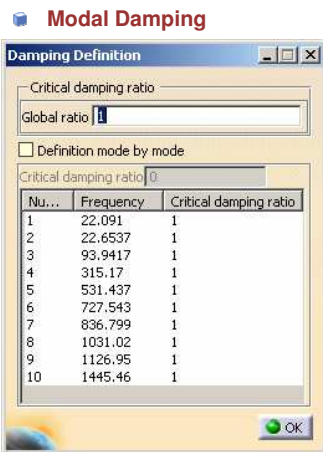 Modal Damping
Damping Definition
Critical damping ratio
Global ratio 1
Definition mode by mode
Critical damping ratio 0
Nu... Frequency Critical damping ratio
1 22.091 1
2 22.6537 1
3 93.9417 1
4 315.17 1
5 531.437 1
6 727.543 1
7 836.799 1
8 1031.02 1
9 1126.95 1
10 1445.46 1
OK